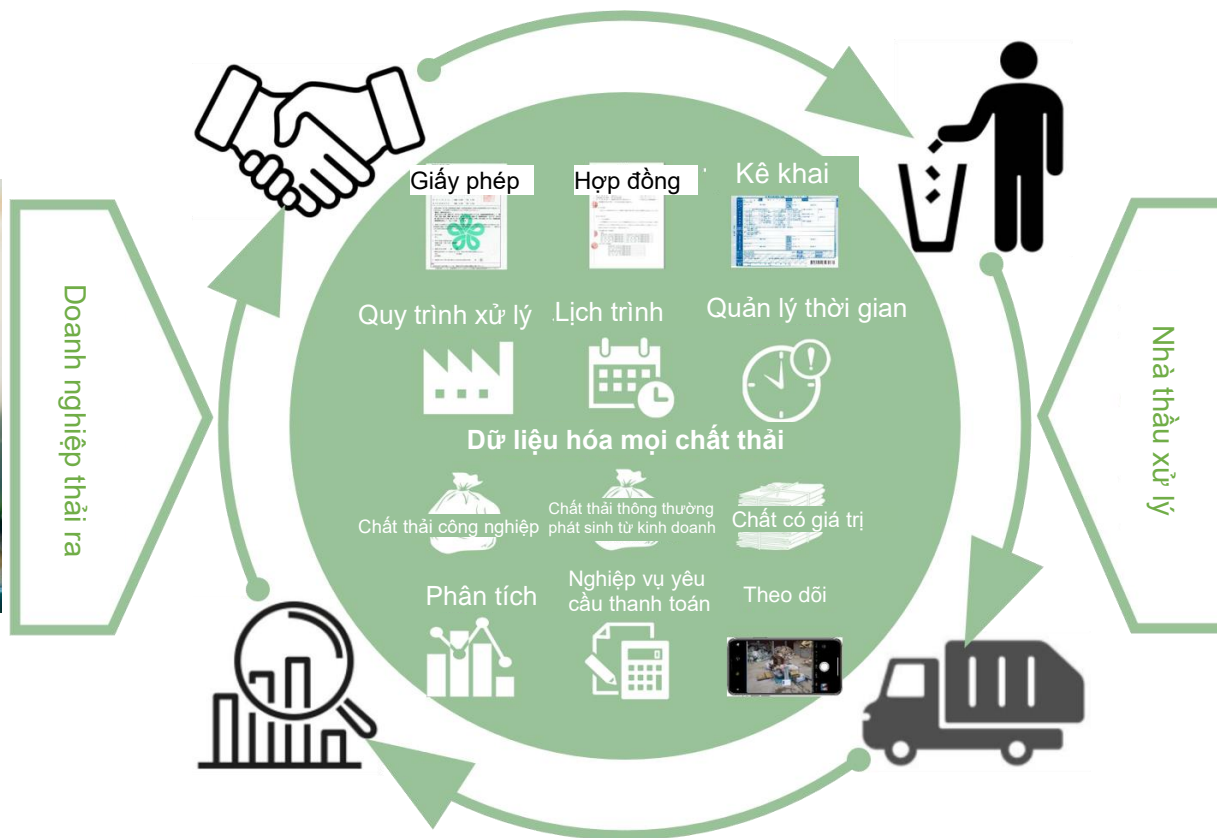 Giấy phép
Hợp đồng
Kê khai
Quy trình xử lý
Lịch trình
Quản lý thời gian
Doanh nghiệp thải ra
Nhà thầu xử lý
Dữ liệu hóa mọi chất thải
Chất thải công nghiệp
Chất thải thông thường
phát sinh từ kinh doanh
Chất có giá trị
Phân tích
Nghiệp vụ yêu
cầu thanh toán
Theo dõi